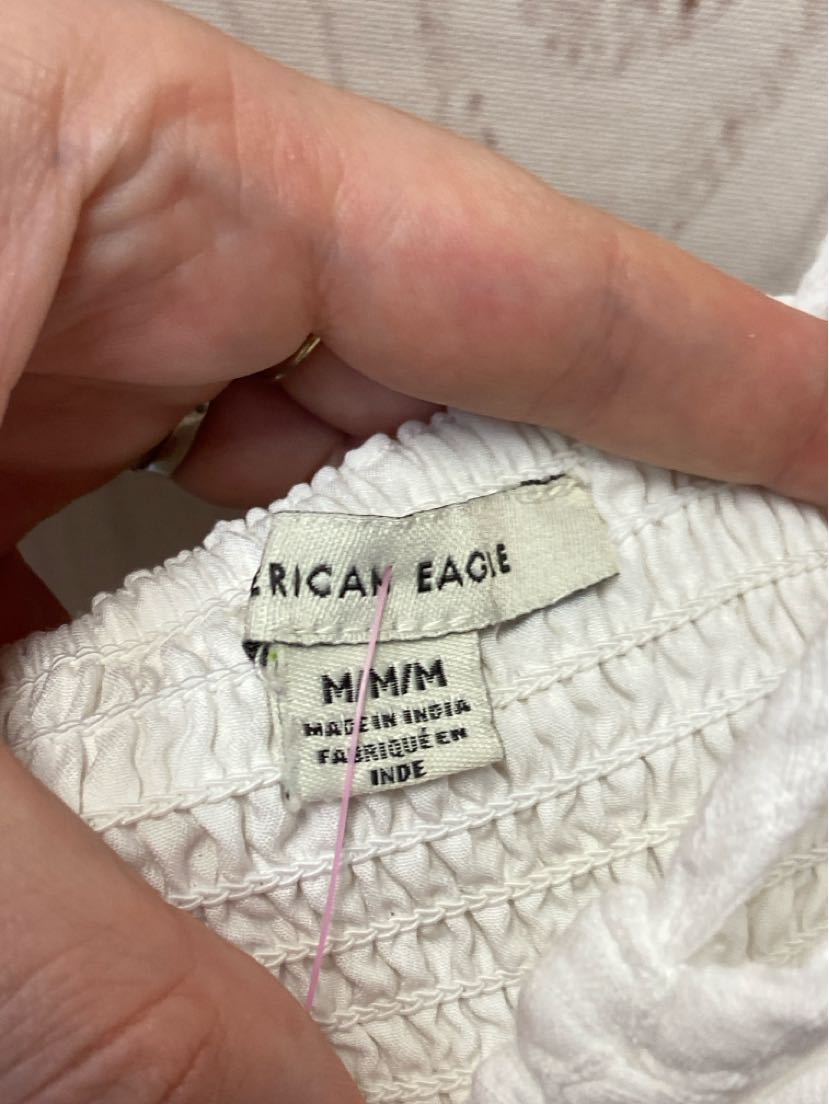 ERICAN EAGLE
M/M/M
MADE IN INDIA
FABRIQUÉ EN
INDE